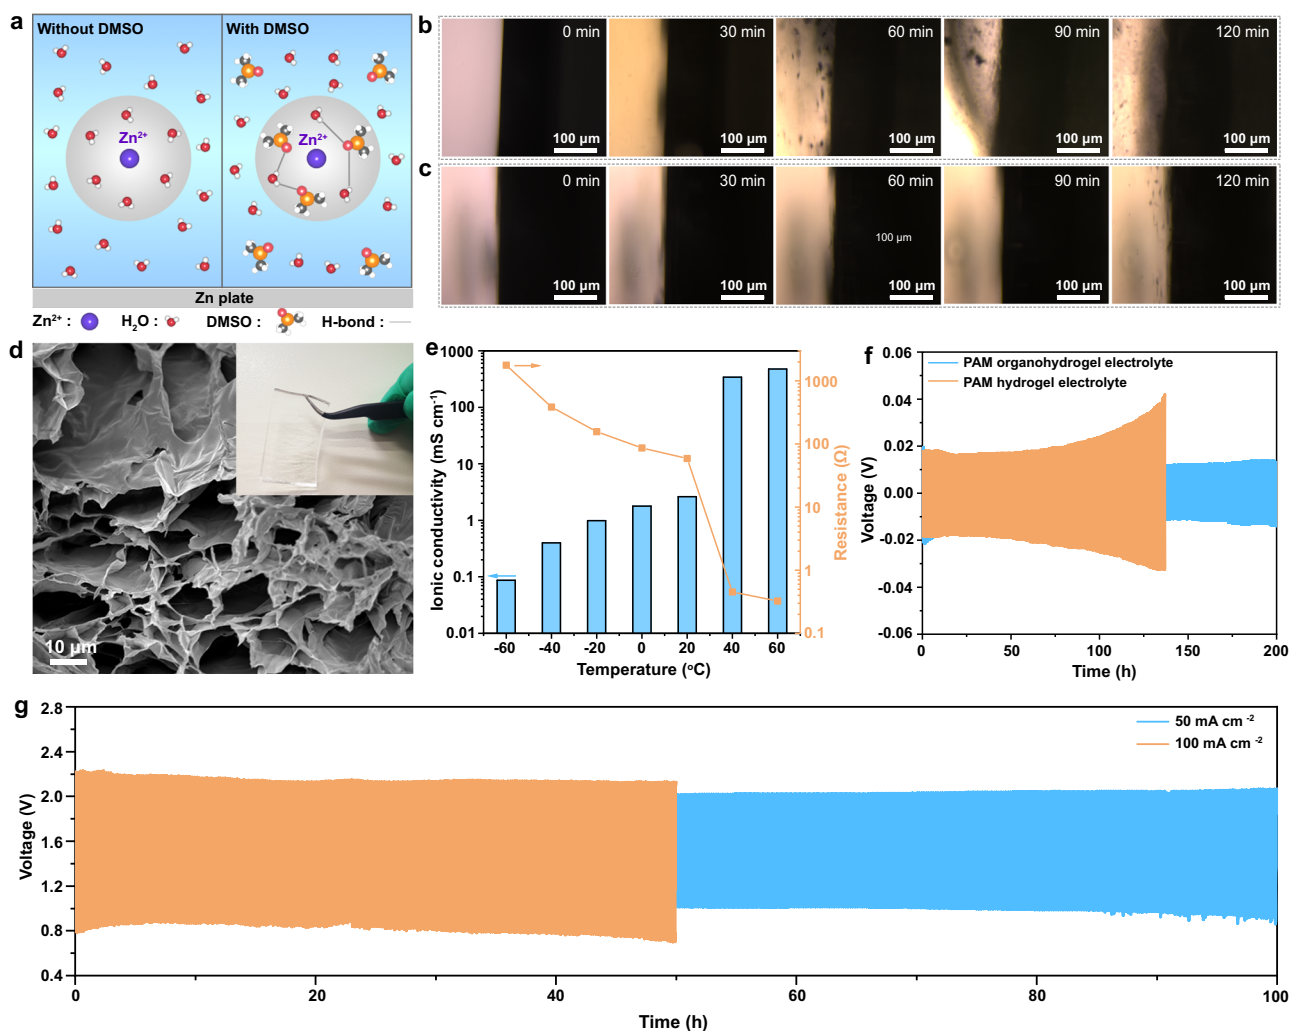 a
Without DMSO
With DMSO
Zn²⁺
Zn²⁺
Zn plate
Zn²⁺ :
H₂O :
DMSO :
H-bond :
b
0 min
30 min
60 min
90 min
120 min
100 μm
100 μm
100 μm
100 μm
100 μm
c
0 min
30 min
60 min
90 min
120 min
100 μm
100 μm
100 μm
100 μm
100 μm
100 μm
d
10 μm
e
Ionic conductivity (mS cm⁻¹)
1000
100
10
1
0.1
0.01
Resistance (Ω)
1000
100
10
1
0.1
-60
-40
-20
0
20
40
60
Temperature (°C)
f
PAM organohydrogel electrolyte
PAM hydrogel electrolyte
Voltage (V)
0.06
0.04
0.02
0.00
-0.02
-0.04
-0.06
0
50
100
150
200
Time (h)
g
50 mA cm ⁻²
100 mA cm ⁻²
Voltage (V)
2.8
2.4
2.0
1.6
1.2
0.8
0.4
0
20
40
60
80
100
Time (h)